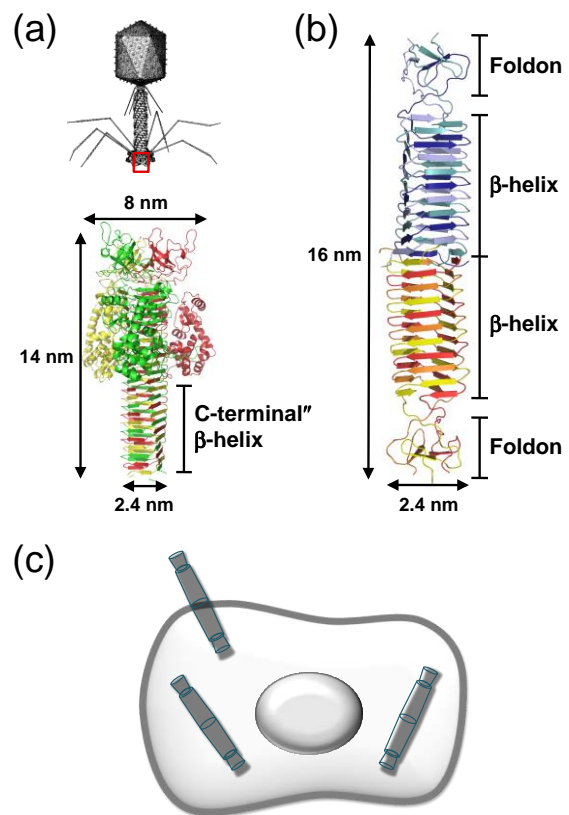 (a)
8 nm
14 nm
C-terminal″
β-helix
2.4 nm
(b)
Foldon
β-helix
16 nm
β-helix
Foldon
2.4 nm
(c)